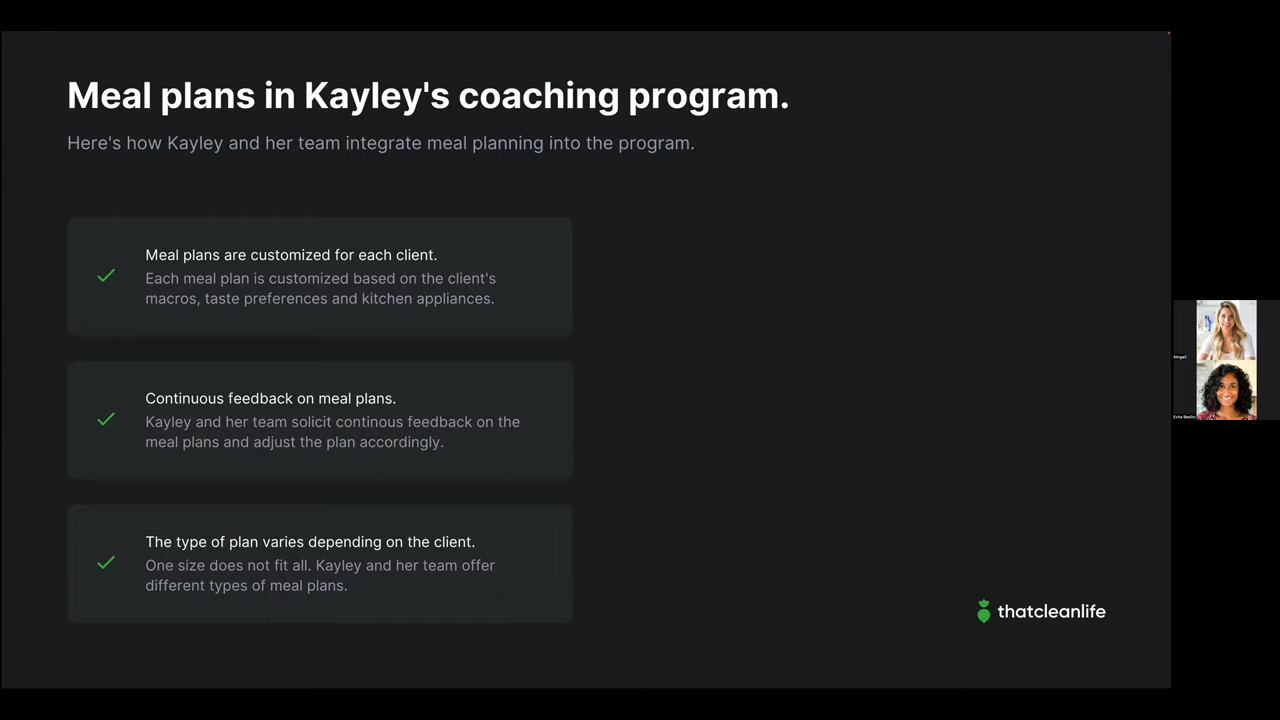 Meal plans in Kayley's coaching program.
Here's how Kayley and her team integrate meal planning into the program.
Meal plans are customized for each client.
Each meal plan is customized based on the client's
macros, taste preferences and kitchen appliances.
Continuous feedback on meal plans.
Kayley and her team solicit continous feedback on the
meal plans and adjust the plan accordingly.
The type of plan varies depending on the client.
One size does not fit all. Kayley and her team offer
different types of meal plans.
thatcleanlife
Abigail